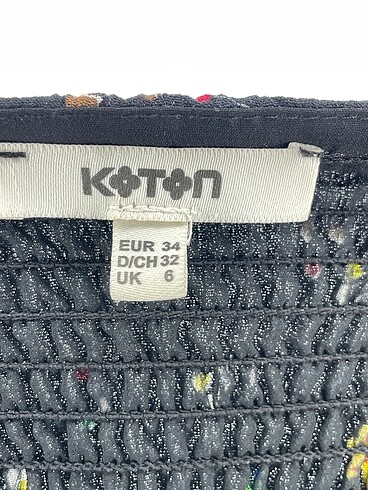 KOTON
EUR 34
D/CH 32
UK 6